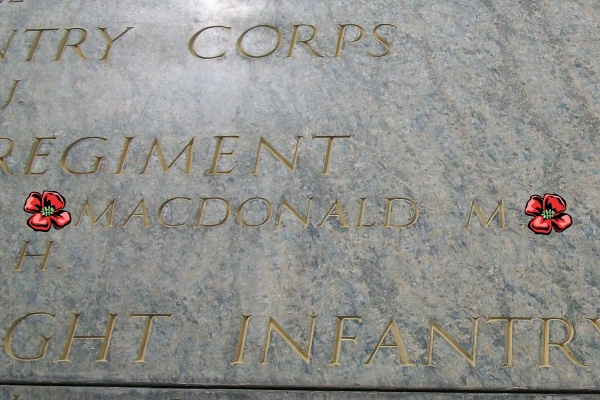 NTRY CORPS
J.
REGIMENT
MACDONALD M.
H.
GHT INFANTRY